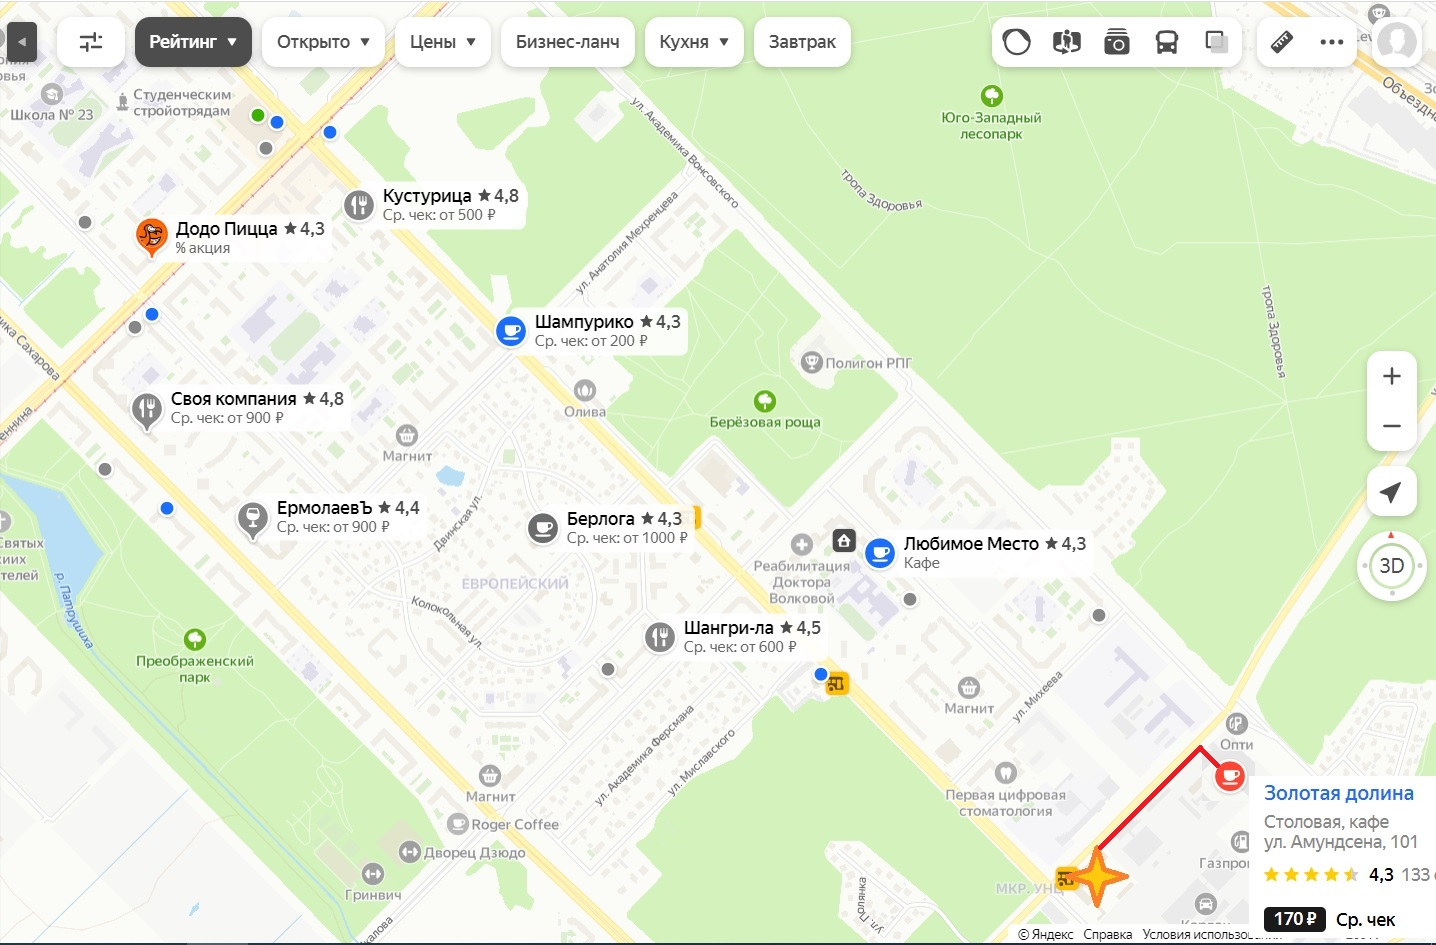 Рейтинг
Открыто
Цены
Бизнес-ланч
Кухня
Завтрак
Школа № 23
Студенческим
стройотрядам
Юго-Западный
лесопарк
ул. Академика Вонсовского
тропа Здоровья
Кустурица ★ 4,8
Ср. чек: от 500 ₽
Додо Пицца ★ 4,3
% акция
ул. Анатолия Мехренцева
тропа Здоровья
Шампурико ★ 4,3
Ср. чек: от 200 ₽
Полигон РПГ
Своя компания ★ 4,8
Ср. чек: от 900 ₽
Олива
Берёзовая роща
Магнит
ЕрмолаевЪ ★ 4,4
Ср. чек: от 900 ₽
Двинская ул.
Берлога ★ 4,3
Ср. чек: от 1000 ₽
Любимое Место ★ 4,3
Кафе
Реабилитация
Доктора
Волковой
3D
ЕВРОПЕЙСКИЙ
Колокольная ул.
р. Патрушиха
Шангри-ла ★ 4,5
Ср. чек: от 600 ₽
Преображенский
парк
ул. Академика Ферсмана
ул. Миславского
Магнит
ул. Михеева
Опти
Магнит
Первая цифровая
стоматология
Золотая долина
Столовая, кафе
ул. Амундсена, 101
4,3 133
170 ₽ Ср. чек
Roger Coffee
Дворец Дзюдо
Гринвич
МКР. УНЦ
© Яндекс Справка Условия использования